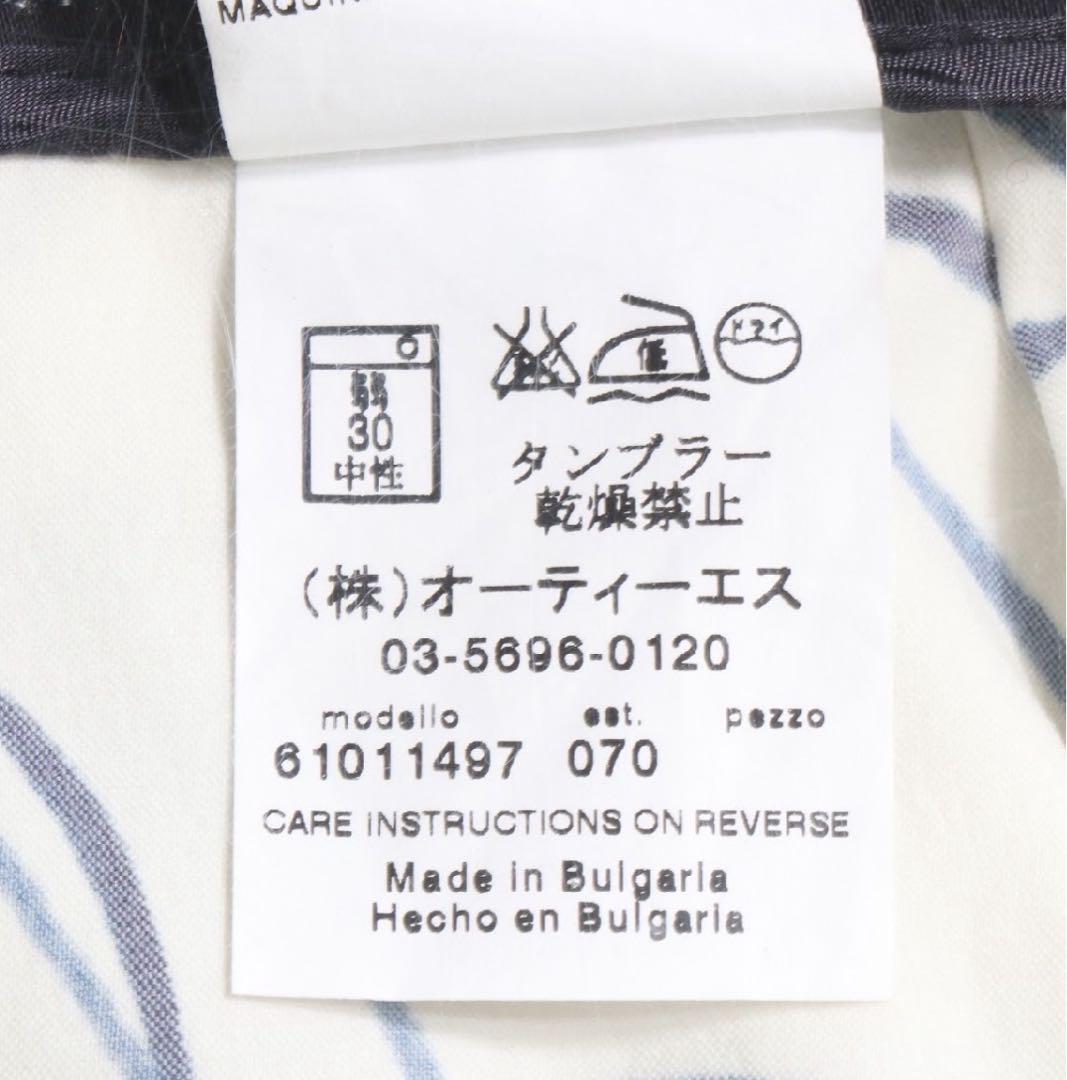 弱
30
中性
低
ドライ
タンブラー
乾燥禁止
(株)オーティーエス
03-5696-0120
modello est. pezzo
61011497 070
CARE INSTRUCTIONS ON REVERSE
Made in Bulgaria
Hecho en Bulgaria